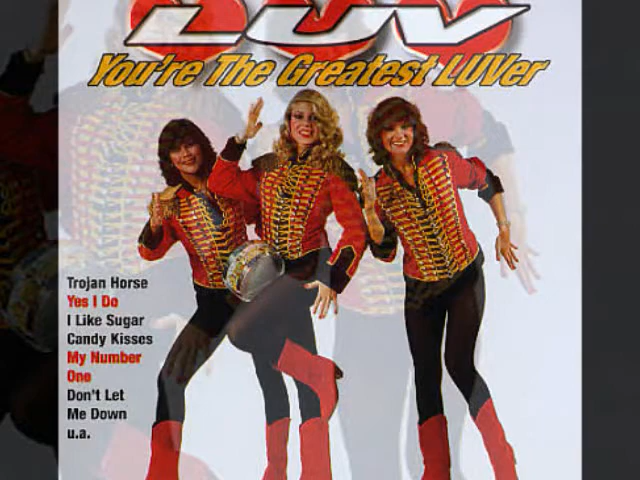 LUV
You're The Greatest LUVer
Trojan Horse
Yes I Do
I Like Sugar
Candy Kisses
My Number
One
Don't Let
Me Down
u.a.